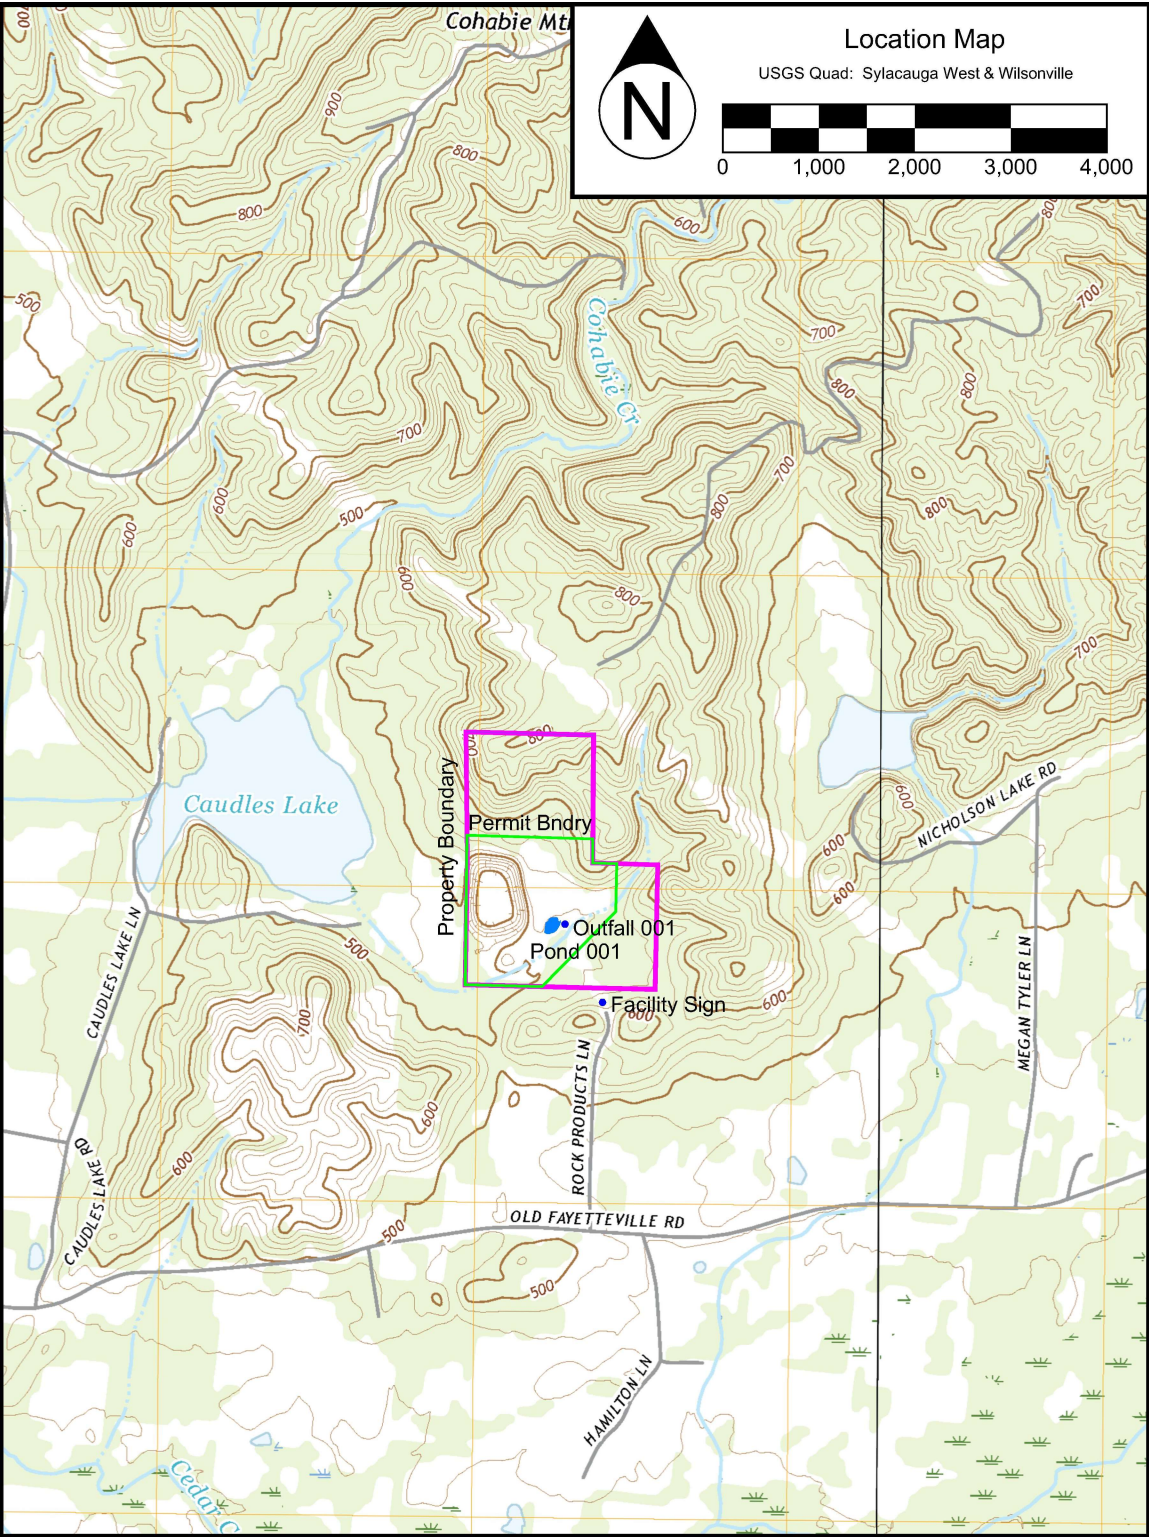 Cohabie Mt
Location Map
USGS Quad: Sylacauga West & Wilsonville
N
0 1,000 2,000 3,000 4,000
900
800
800
600
800
500
700
700
Cohabie Cr
800
800
700
700
600
600
500
800
800
600
800
700
800
700
Caudles Lake
Property Boundary
Permit Bndry
600
NICHOLSON LAKE RD
600
600
Outfall 001
Pond 001
500
CAUDLES LAKE LN
Facility Sign
600
600
700
MEGAN TYLER LN
ROCK PRODUCTS LN
600
600
CAUDLES LAKE RD
OLD FAYETTEVILLE RD
500
500
HAMILTON LN
Cedar C